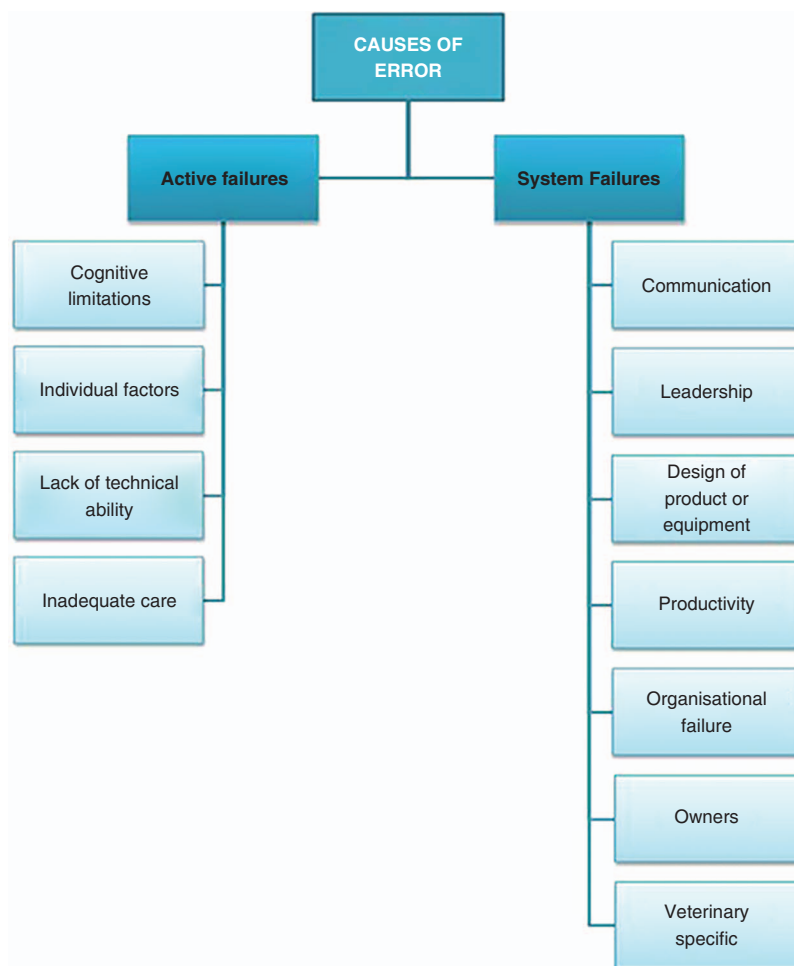 CAUSES OF
ERROR
Active failures
System Failures
Cognitive
limitations
Individual factors
Lack of technical
ability
Inadequate care
Communication
Leadership
Design of
product or
equipment
Productivity
Organisational
failure
Owners
Veterinary
specific